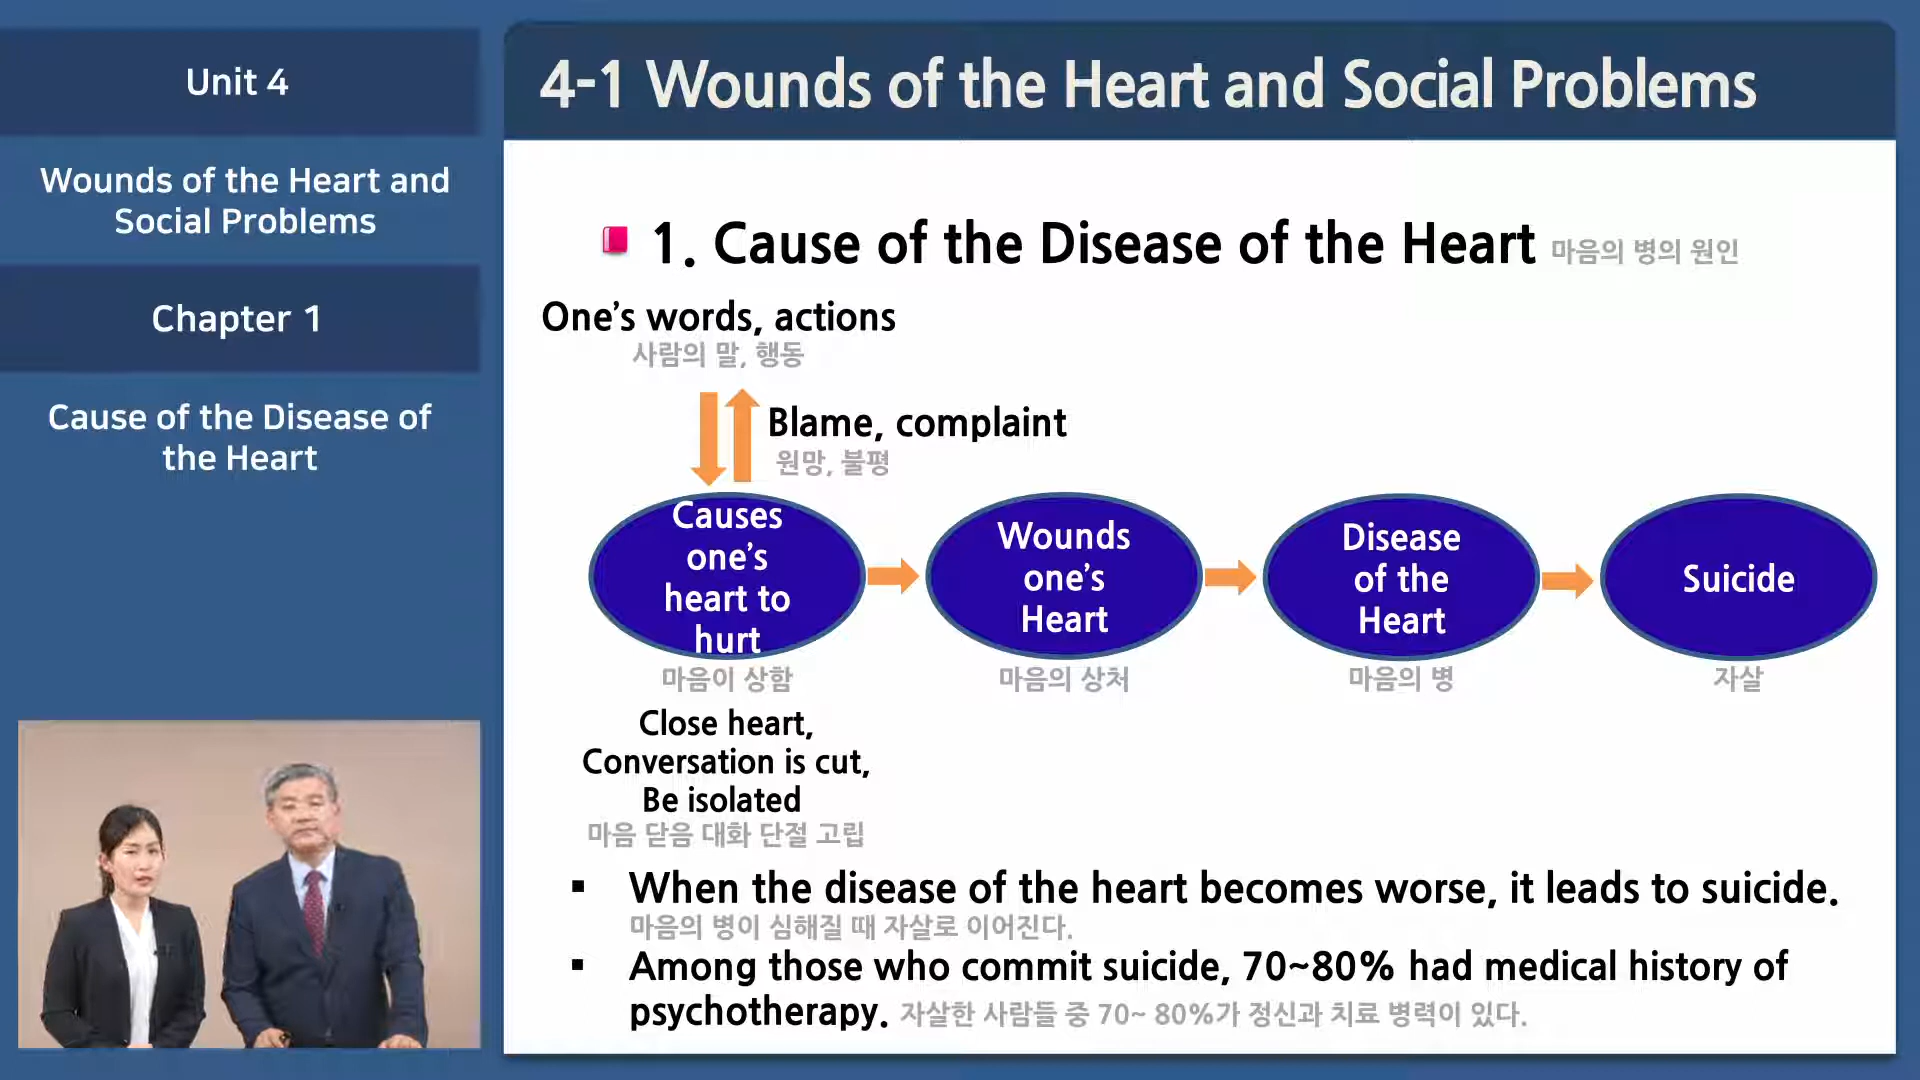 Unit 4
Wounds of the Heart and
Social Problems
Chapter 1
Cause of the Disease of
the Heart
4-1 Wounds of the Heart and Social Problems
1. Cause of the Disease of the Heart 마음의 병의 원인
One's words, actions
사람의 말, 행동
Blame, complaint
원망, 불평
Causes
one's
heart to
hurt
마음이 상함
Wounds
one's
Heart
마음의 상처
Disease
of the
Heart
마음의 병
Suicide
자살
Close heart,
Conversation is cut,
Be isolated
마음 닫음 대화 단절 고립
▪ When the disease of the heart becomes worse, it leads to suicide.
마음의 병이 심해질 때 자살로 이어진다.
▪ Among those who commit suicide, 70~80% had medical history of
psychotherapy. 자살한 사람들 중 70~ 80%가 정신과 치료 병력이 있다.